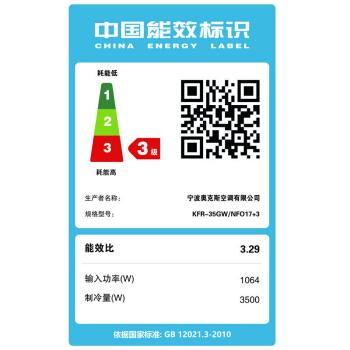 中国能效标识
CHINA ENERGY LABEL
耗能低
1
2
3 3级
耗能高
生产者名称: 宁波奥克斯空调有限公司
规格型号: KFR-35GW/NFO17+3
能效比 3.29
输入功率(W) 1064
制冷量(W) 3500
依据国家标准: GB 12021.3-2010